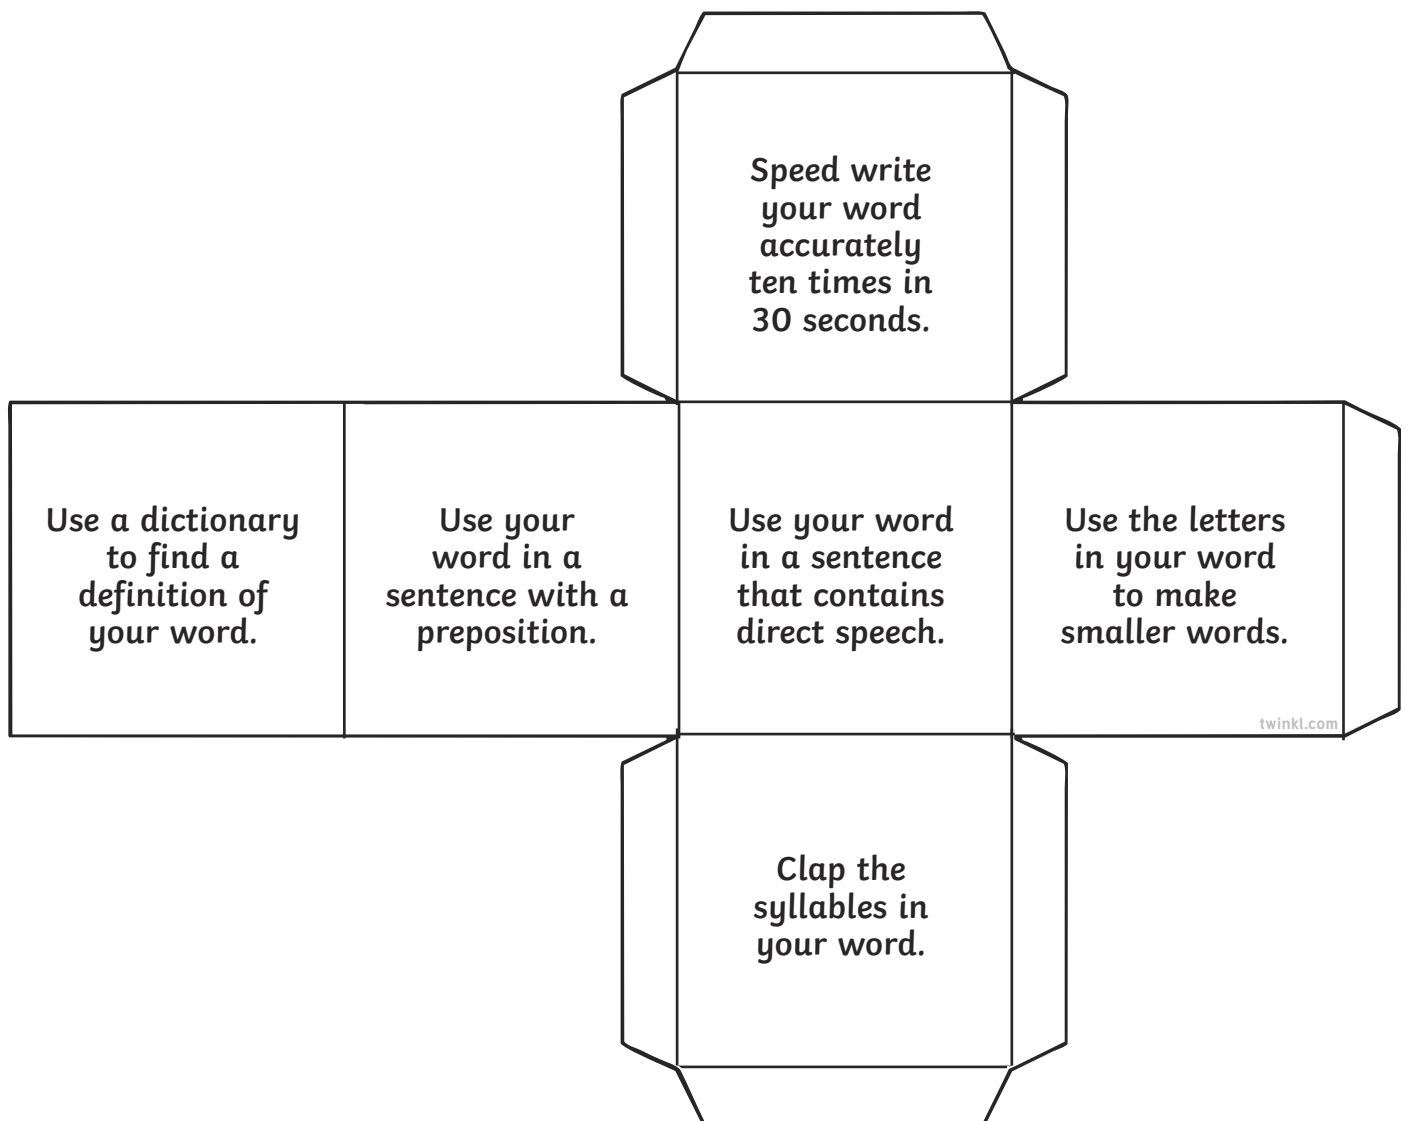 Speed write
your word
accurately
ten times in
30 seconds.
Use a dictionary
to find a
definition of
your word.
Use your
word in a
sentence with a
preposition.
Use your word
in a sentence
that contains
direct speech.
Use the letters
in your word
to make
smaller words.
twinkl.com
Clap the
syllables in
your word.